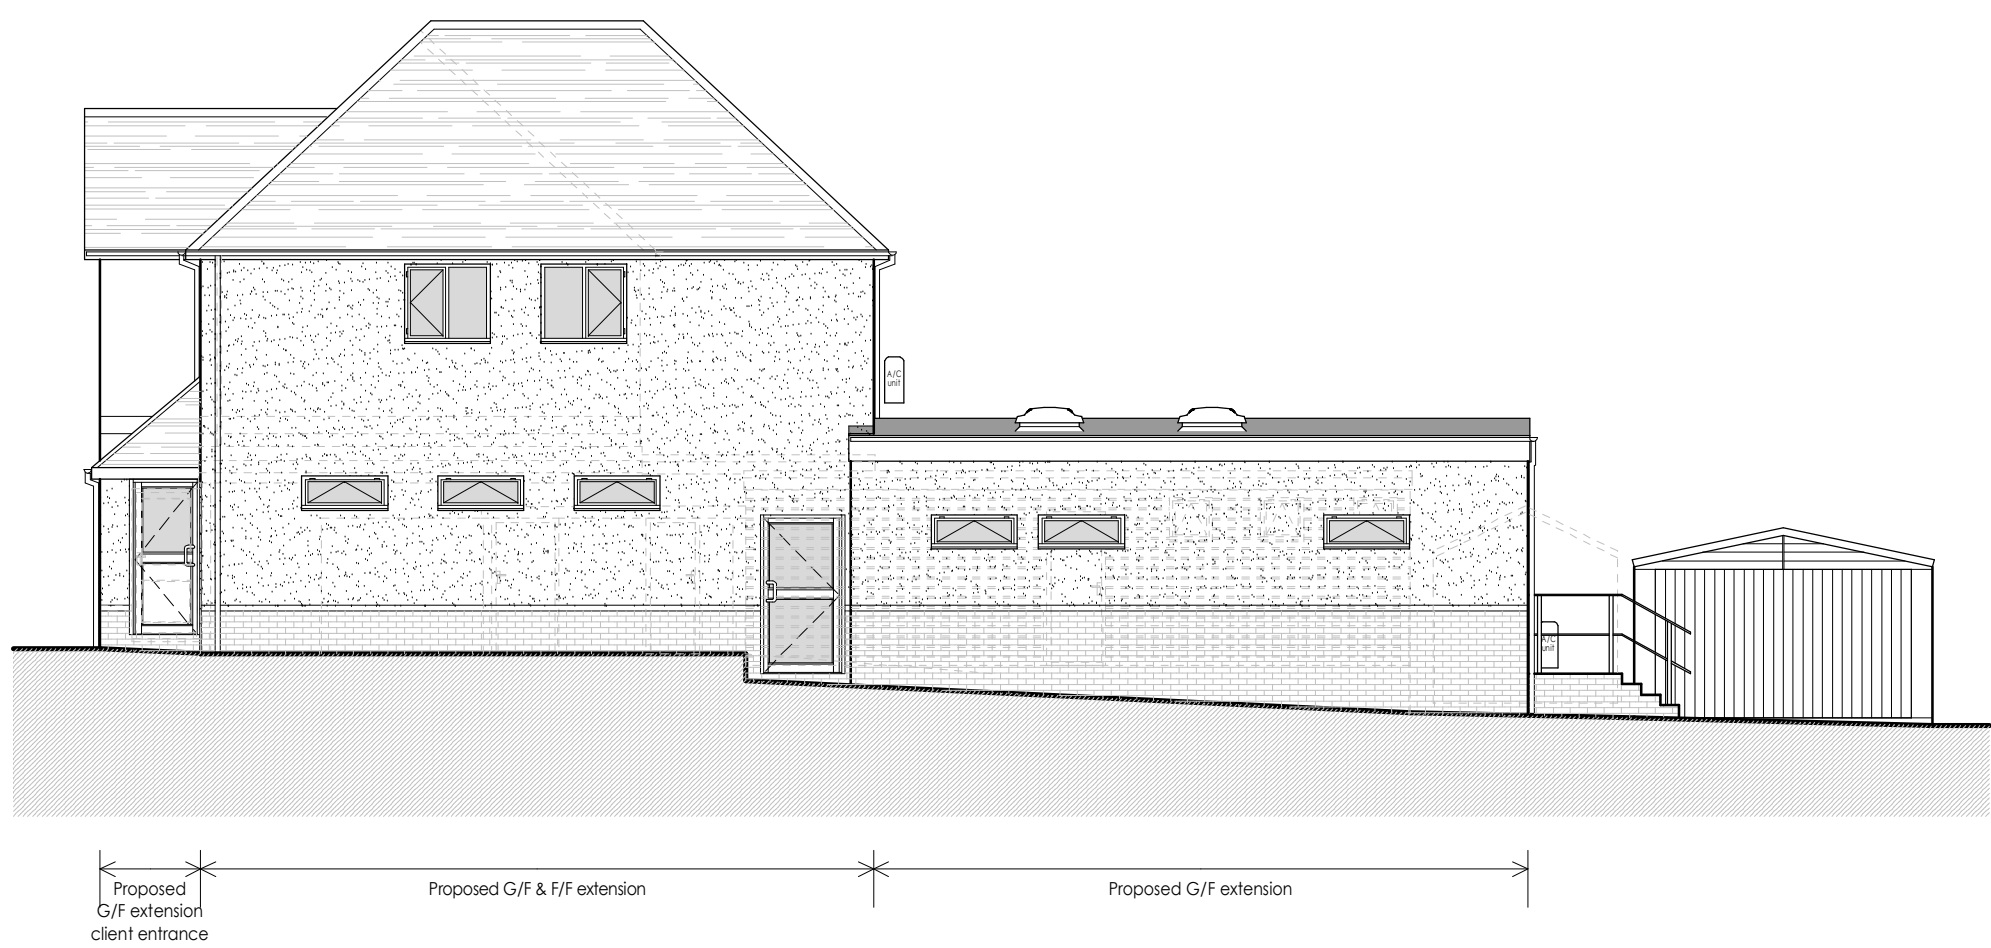 A/C
unit
A/C
unit
Proposed
G/F extension
client entrance
Proposed G/F & F/F extension
Proposed G/F extension